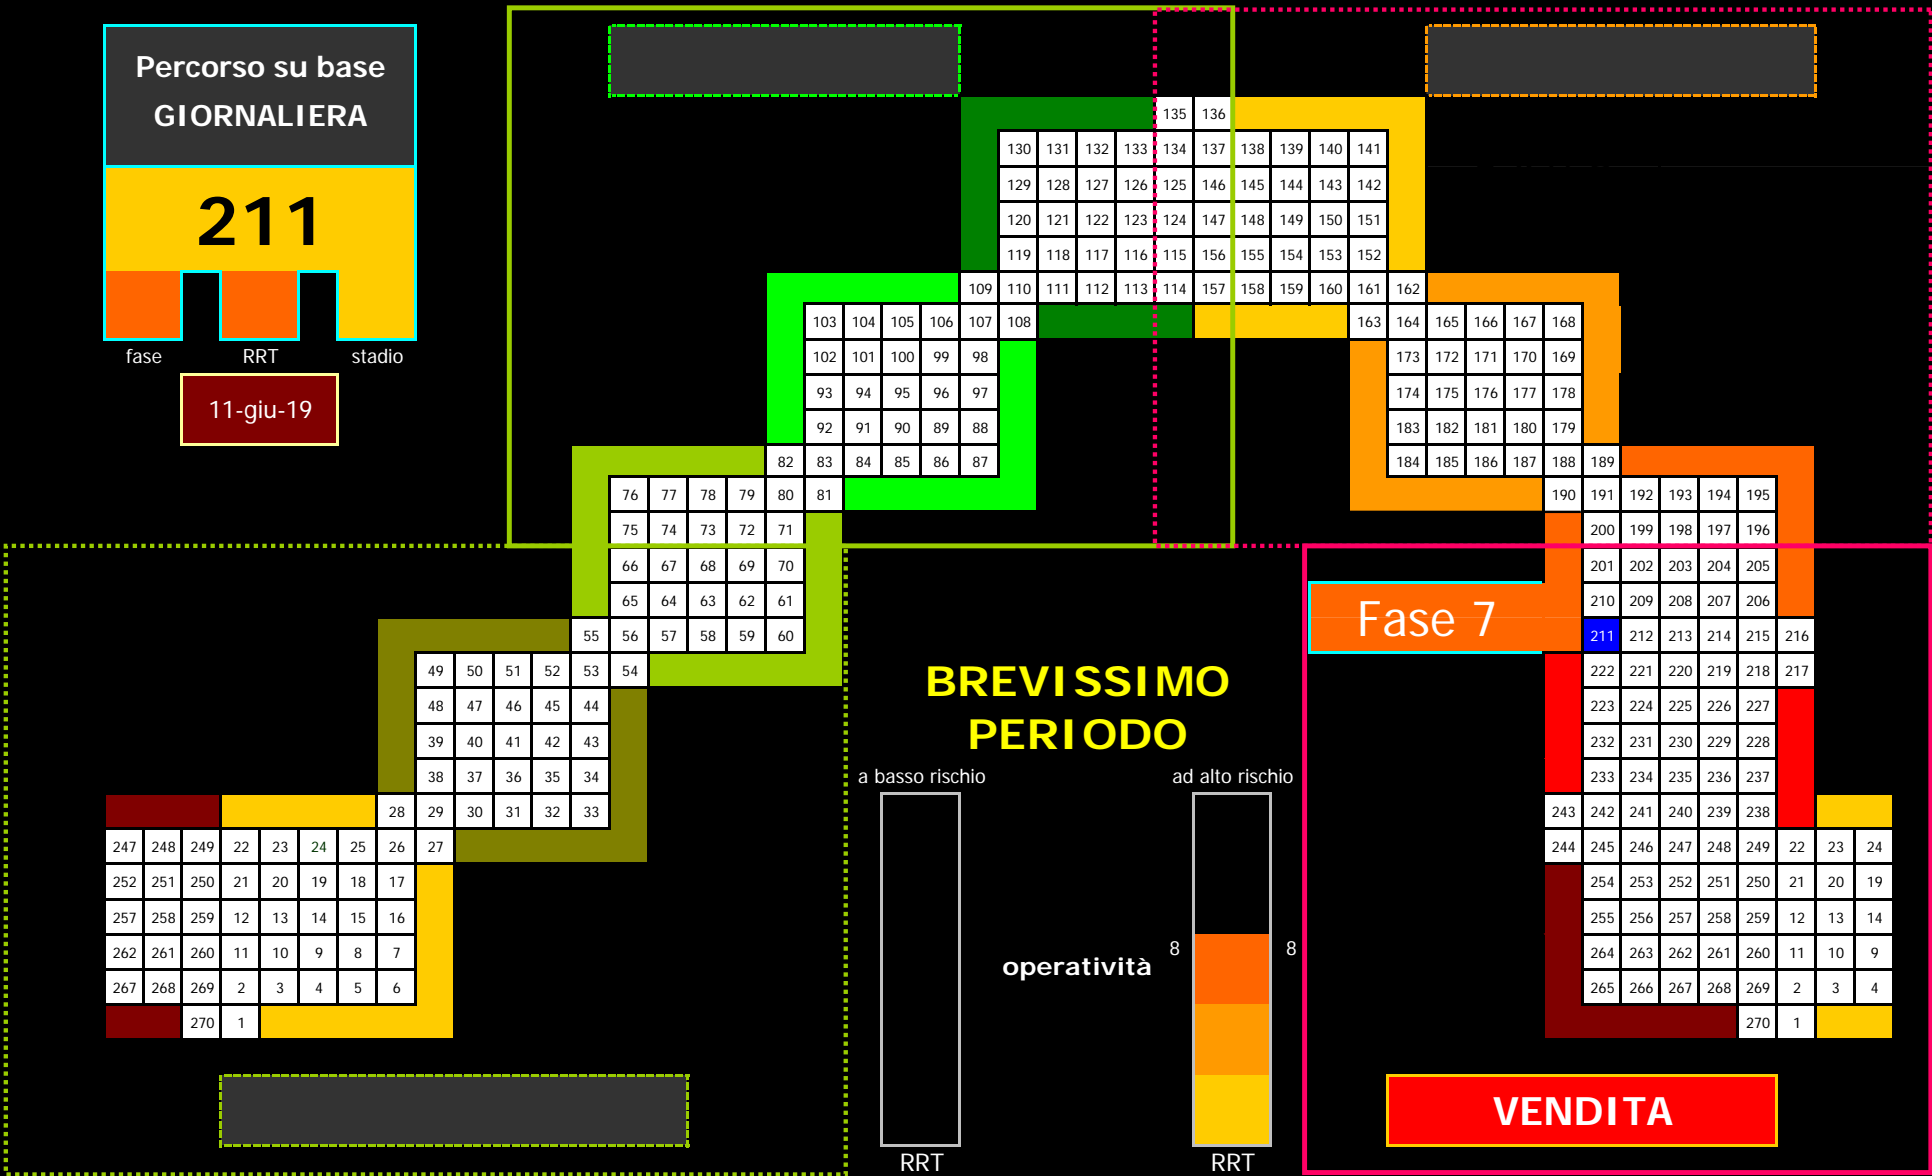 Percorso su base
GIORNALIERA
211
fase RRT stadio
11-giu-19
135 136
130 131 132 133 134 137 138 139 140 141
129 128 127 126 125 146 145 144 143 142
120 121 122 123 124 147 148 149 150 151
119 118 117 116 115 156 155 154 153 152
109 110 111 112 113 114 157 158 159 160 161 162
103 104 105 106 107 108 163 164 165 166 167 168
102 101 100 99 98 173 172 171 170 169
93 94 95 96 97 174 175 176 177 178
92 91 90 89 88 183 182 181 180 179
82 83 84 85 86 87 184 185 186 187 188 189
76 77 78 79 80 81 190 191 192 193 194 195
75 74 73 72 71 200 199 198 197 196
66 67 68 69 70 201 202 203 204 205
65 64 63 62 61 210 209 208 207 206
Fase 7
55 56 57 58 59 60 211 212 213 214 215 216
49 50 51 52 53 54 222 221 220 219 218 217
BREVISSIMO
PERIODO
48 47 46 45 44 223 224 225 226 227
39 40 41 42 43 232 231 230 229 228
38 37 36 35 34 a basso rischio ad alto rischio 233 234 235 236 237
28 29 30 31 32 33 243 242 241 240 239 238
247 248 249 22 23 24 25 26 27 244 245 246 247 248 249 22 23 24
252 251 250 21 20 19 18 17 254 253 252 251 250 21 20 19
257 258 259 12 13 14 15 16 255 256 257 258 259 12 13 14
262 261 260 11 10 9 8 7 8 8 264 263 262 261 260 11 10 9
operatività
267 268 269 2 3 4 5 6 265 266 267 268 269 2 3 4
270 1 270 1
VENDITA
RRT RRT